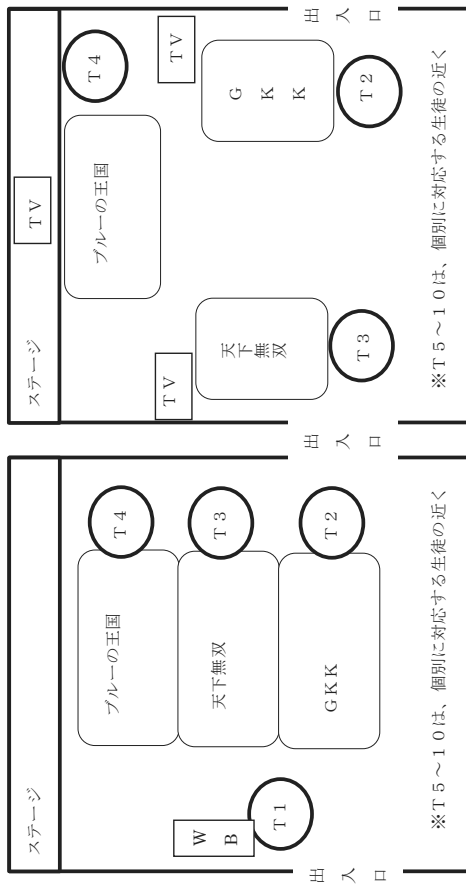 ステージ
ブルーの王国
T4
天下無双
T3
GKK
T2
WB
T1
出入口
※T5~10は、個別に対応する生徒の近く
ステージ
TV
ブルーの王国
T4
TV
天下無双
T3
TV
GKK
T2
出入口
出入口
※T5~10は、個別に対応する生徒の近く